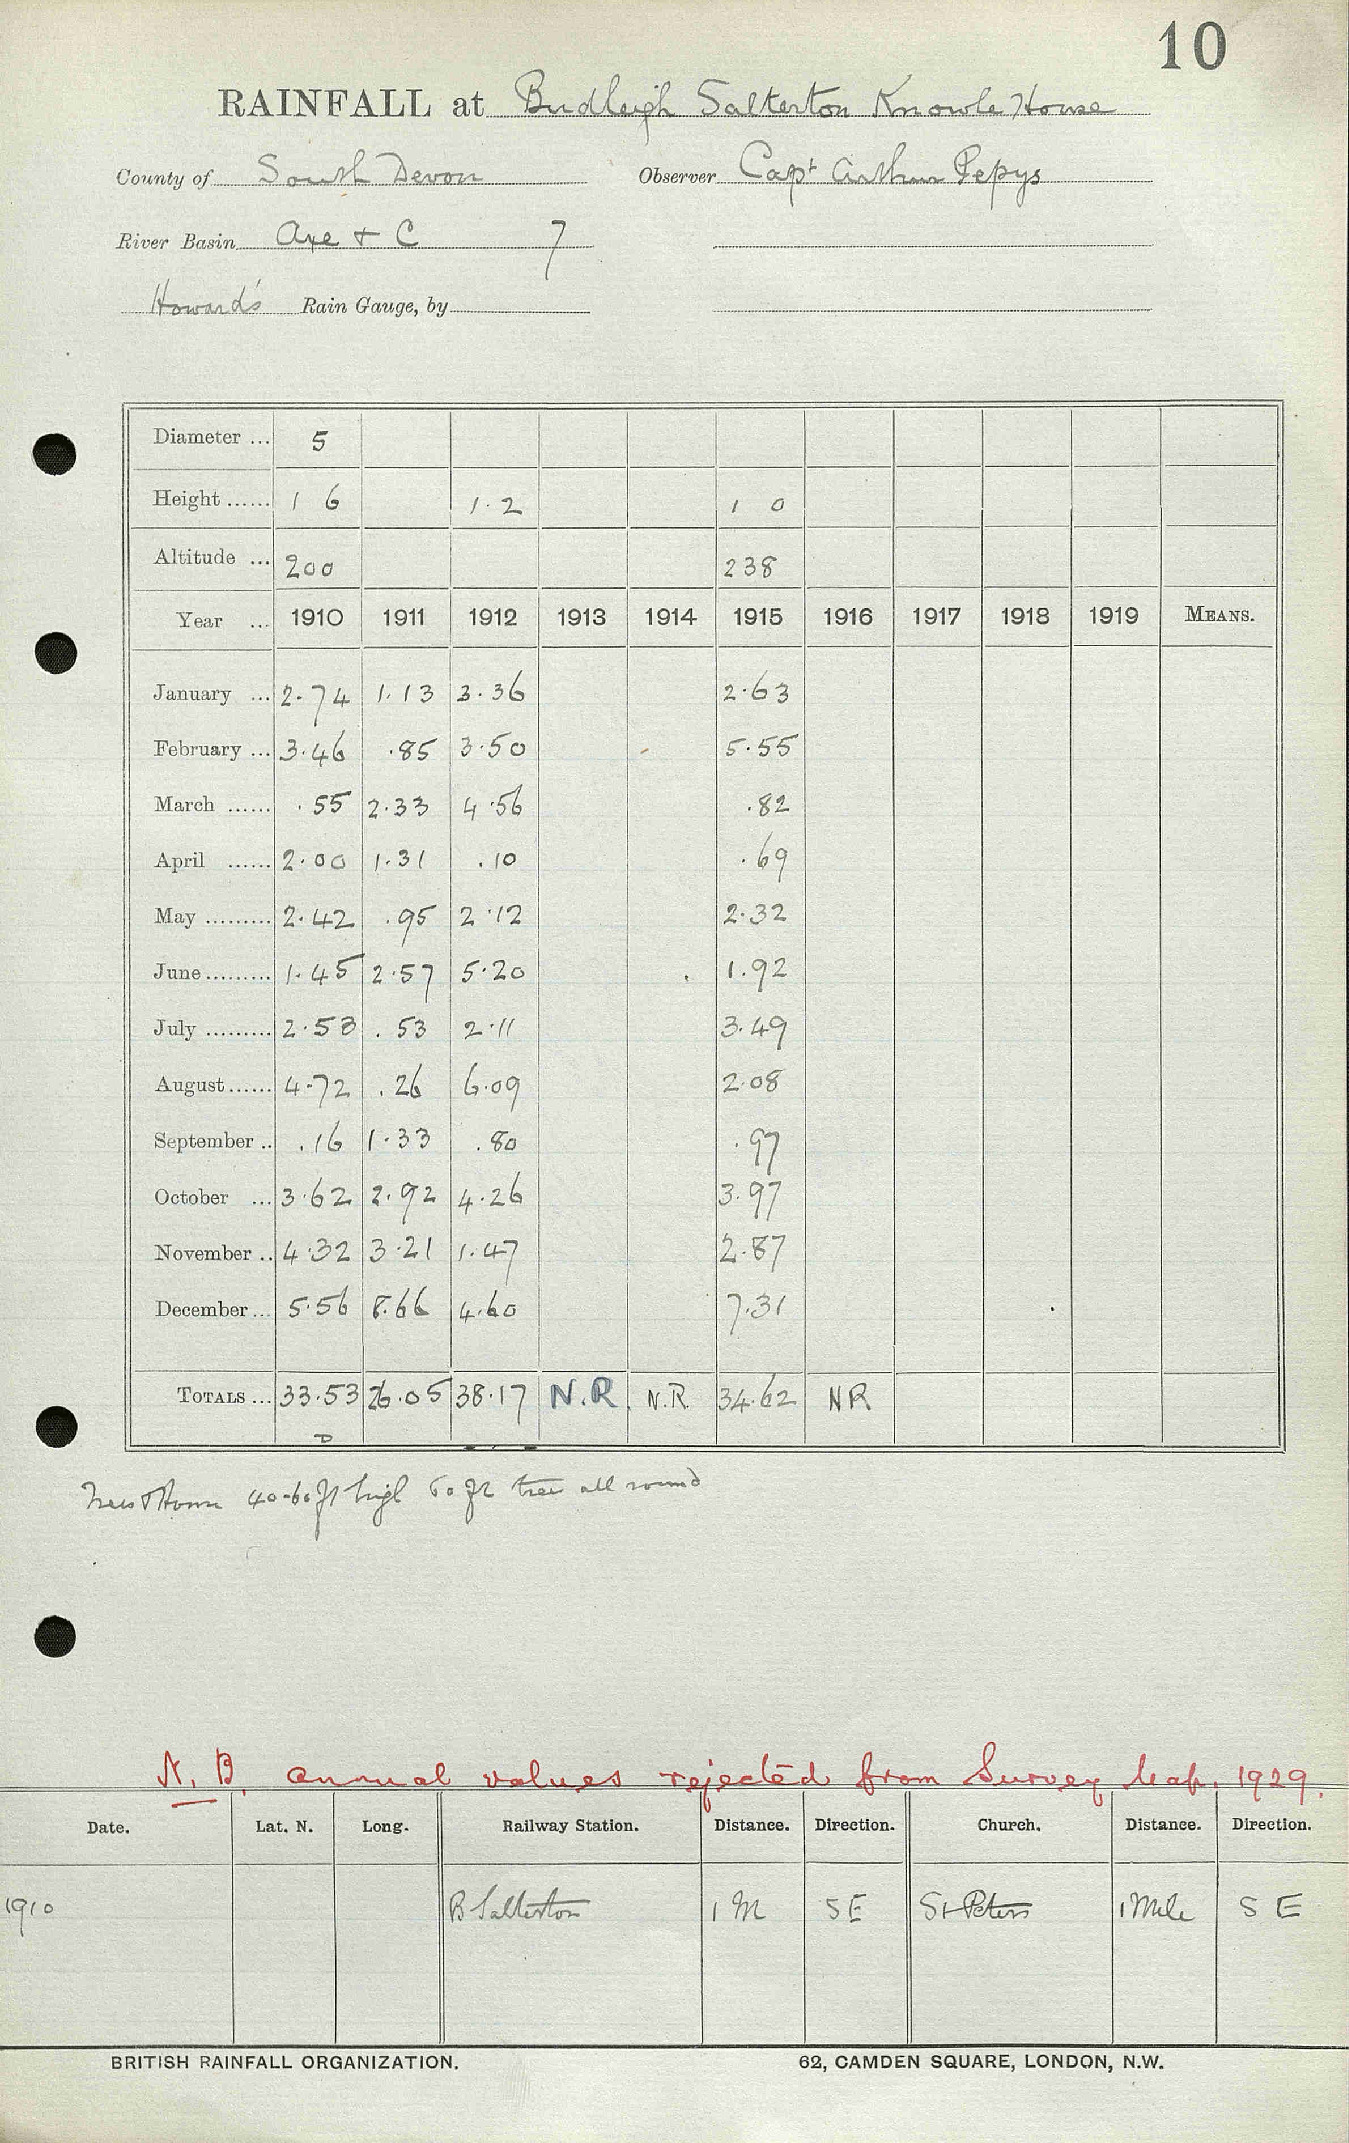 10
RAINFALL at Budleigh Salterton Knowle House
County of South Devon Observer Capt Arthur Pepys
River Basin Axe + C 7
Howard's Rain Gauge, by
Diameter ... 5
Height ...... 1 6 1.2 1 0
Altitude ... 200 238
Year ... 1910 1911 1912 1913 1914 1915 1916 1917 1918 1919 MEANS.
January ... 2.74 1.13 3.36 2.63
February ... 3.46 .85 3.50 5.55
March ...... .55 2.33 4.56 .82
April ...... 2.00 1.31 .10 .69
May ......... 2.42 .95 2.12 2.32
June ......... 1.45 2.57 5.20 1.92
July ......... 2.53 .53 2.11 3.49
August ...... 4.72 .26 6.09 2.08
September .. .16 1.33 .80 .97
October ... 3.62 2.92 4.26 3.97
November .. 4.32 3.21 1.47 2.87
December ... 5.56 8.66 4.60 7.31
TOTALS ... 33.53 26.05 38.17 N.R. N.R. 34.62 NR
D
40-60 ft high 60 ft trees all round
N.B. annual values rejected from Survey Map. 1929.
Date. Lat. N. Long. Railway Station. Distance. Direction. Church. Distance. Direction.
1910 B Salterton 1 M SE St Peters 1 Mile S E
BRITISH RAINFALL ORGANIZATION. 62, CAMDEN SQUARE, LONDON, N.W.